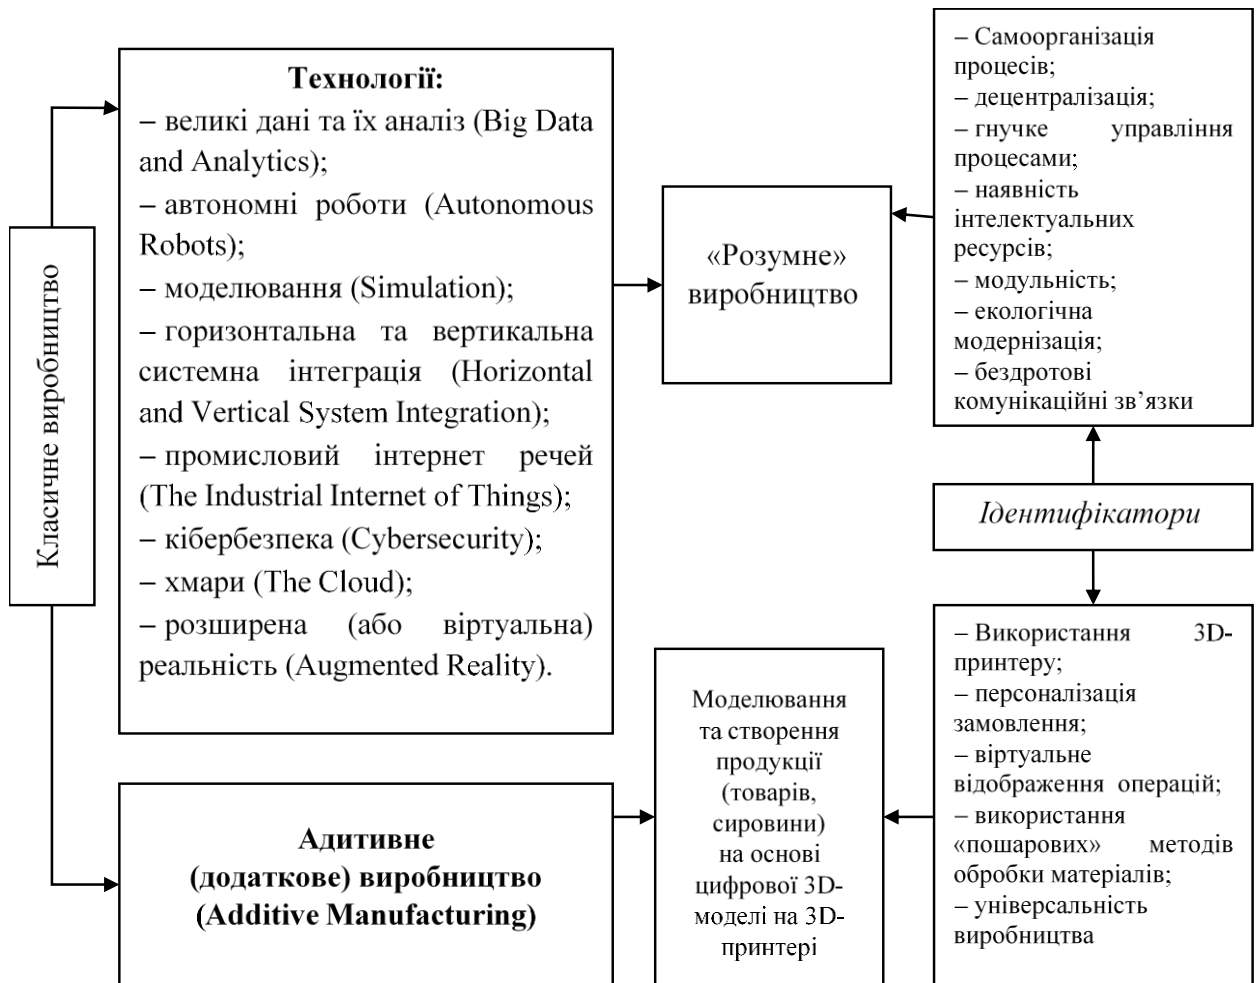 Класичне виробництво
Технології:
– великі дані та їх аналіз (Big Data
and Analytics);
– автономні роботи (Autonomous
Robots);
– моделювання (Simulation);
– горизонтальна та вертикальна
системна інтеграція (Horizontal
and Vertical System Integration);
– промисловий інтернет речей
(The Industrial Internet of Things);
– кібербезпека (Cybersecurity);
– хмари (The Cloud);
– розширена (або віртуальна)
реальність (Augmented Reality).
«Розумне»
виробництво
– Самоорганізація
процесів;
– децентралізація;
– гнучке управління
процесами;
– наявність
інтелектуальних
ресурсів;
– модульність;
– екологічна
модернізація;
– бездротові
комунікаційні зв’язки
Ідентифікатори
Адитивне
(додаткове) виробництво
(Additive Manufacturing)
Моделювання
та створення
продукції
(товарів,
сировини)
на основі
цифрової 3D-
моделі на 3D-
принтері
– Використання 3D-
принтеру;
– персоналізація
замовлення;
– віртуальне
відображення операцій;
– використання
«пошарових» методів
обробки матеріалів;
– універсальність
виробництва